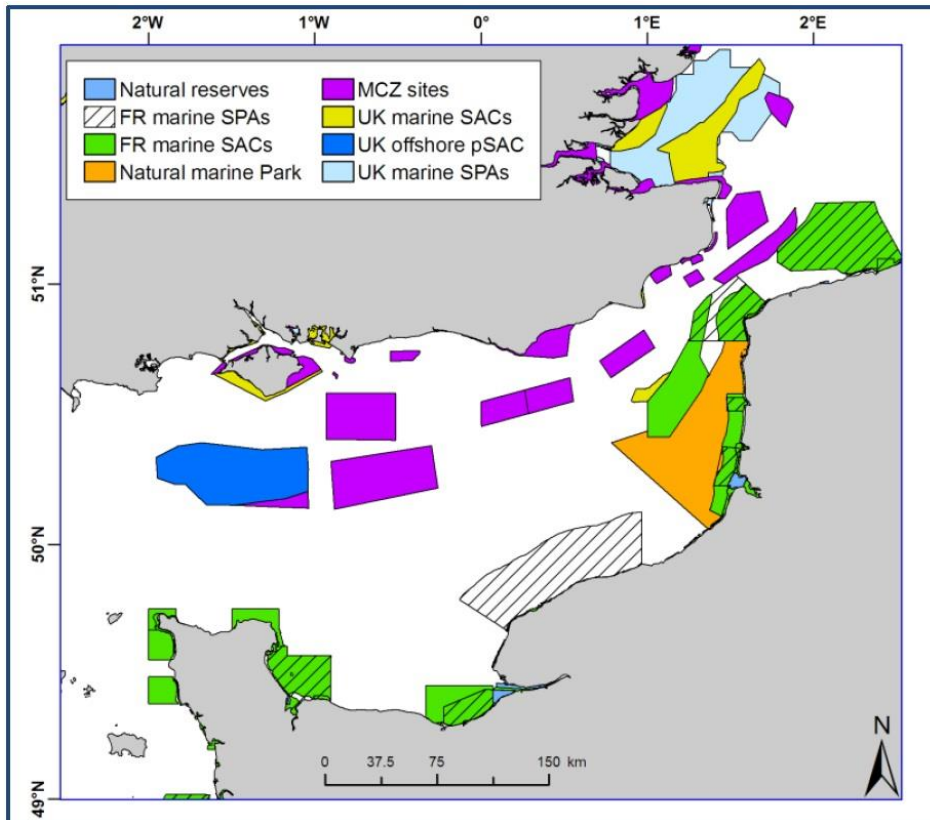 2°W 1°W 0° 1°E 2°E
Natural reserves MCZ sites
FR marine SPAs UK marine SACs
FR marine SACs UK offshore pSAC
Natural marine Park UK marine SPAs
51°N
50°N
49°N
N
0 37.5 75 150 km